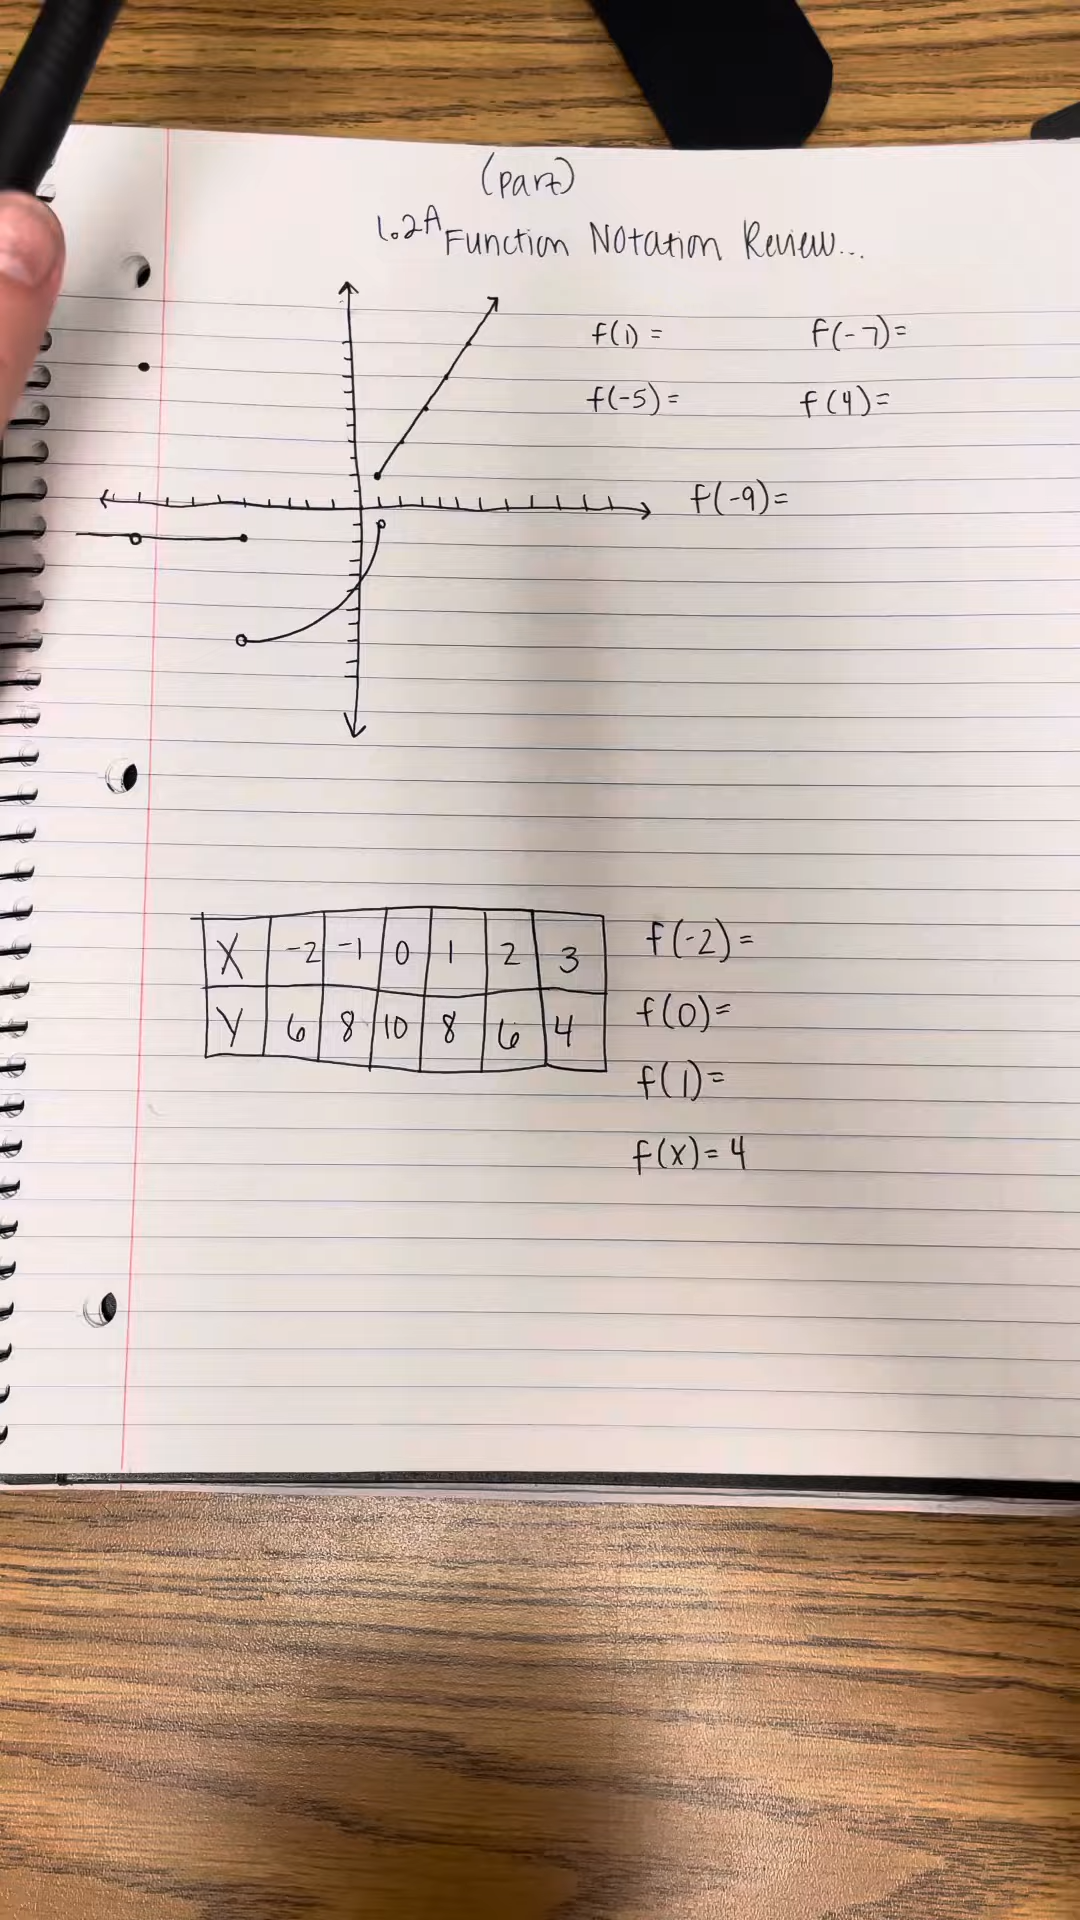 (part)
1.2A Function Notation Review...
f(1) = f(-7)=
f(-5)= f(4)=
f(-9)=
X -2 -1 0 1 2 3
Y 6 8 10 8 6 4
f(-2)=
f(0)=
f(1)=
f(x)= 4